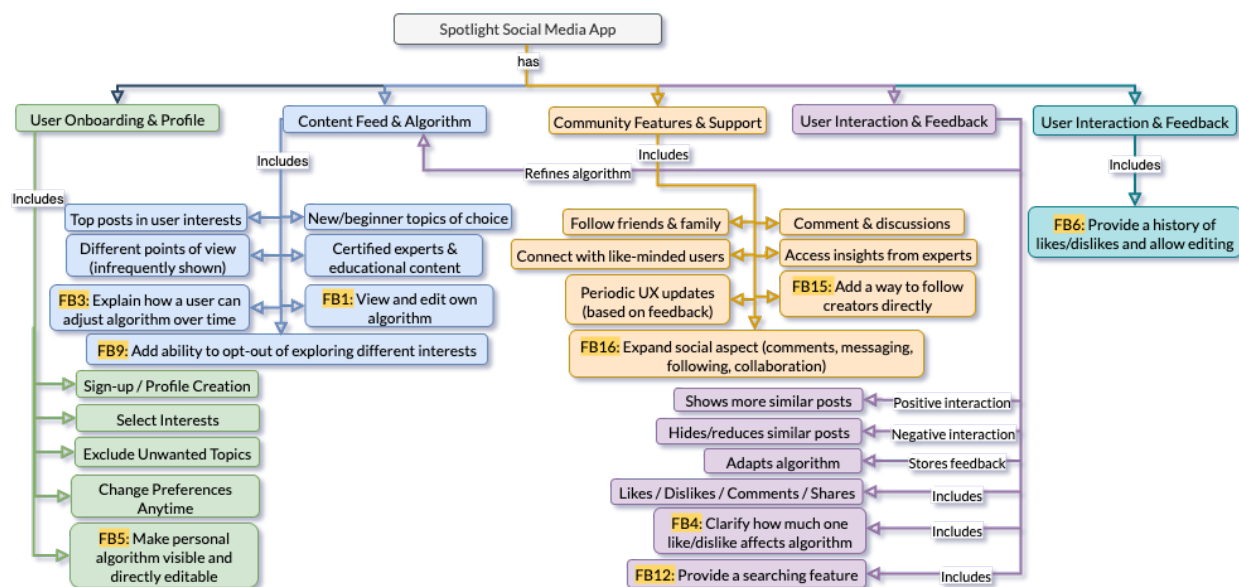 Spotlight Social Media App
has
User Onboarding & Profile
Content Feed & Algorithm
Community Features & Support
User Interaction & Feedback
User Interaction & Feedback
Includes
Includes
Includes
Includes
Refines algorithm
Top posts in user interests
New/beginner topics of choice
Different points of view
(infrequently shown)
Certified experts &
educational content
FB3: Explain how a user can
adjust algorithm over time
FB1: View and edit own
algorithm
FB9: Add ability to opt-out of exploring different interests
Follow friends & family
Comment & discussions
Connect with like-minded users
Access insights from experts
Periodic UX updates
(based on feedback)
FB15: Add a way to follow
creators directly
FB16: Expand social aspect (comments, messaging,
following, collaboration)
FB6: Provide a history of
likes/dislikes and allow editing
Sign-up / Profile Creation
Select Interests
Exclude Unwanted Topics
Change Preferences
Anytime
FB5: Make personal
algorithm visible and
directly editable
Shows more similar posts
Positive interaction
Hides/reduces similar posts
Negative interaction
Adapts algorithm
Stores feedback
Likes / Dislikes / Comments / Shares
Includes
FB4: Clarify how much one
like/dislike affects algorithm
Includes
FB12: Provide a searching feature
Includes